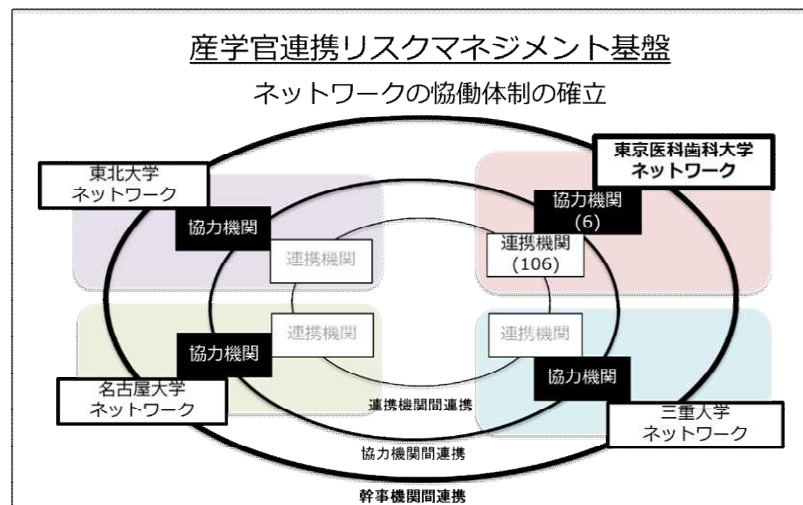 産学官連携リスクマネジメント基盤
ネットワークの恊働体制の確立
東北大学
ネットワーク
東京医科歯科大学
ネットワーク
協力機関
協力機関
(6)
連携機関
連携機関
(106)
連携機関
連携機関
協力機関
協力機関
名古屋大学
ネットワーク
三重大学
ネットワーク
連携機関間連携
協力機関間連携
幹事機関間連携